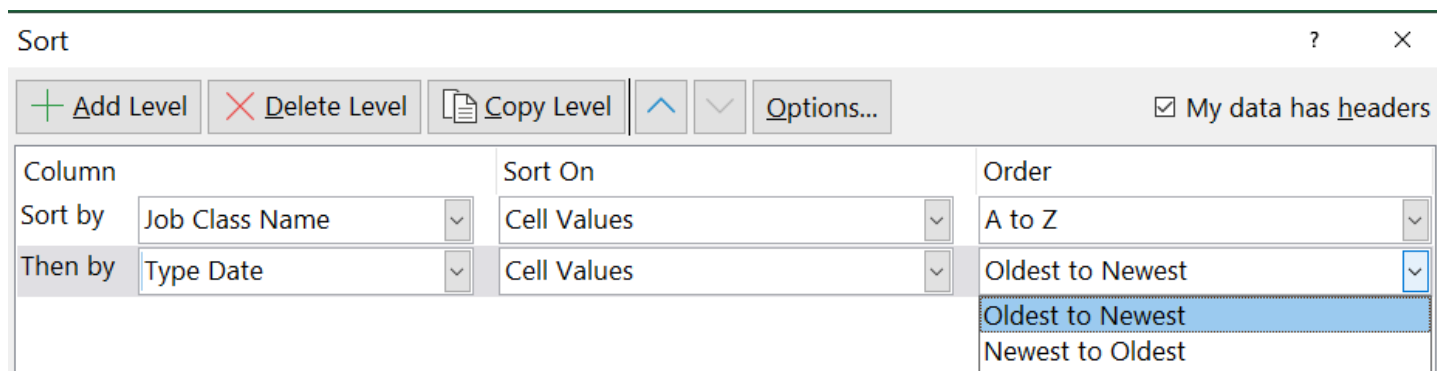 Sort ?
Add Level Delete Level Copy Level Options... My data has headers
Column Sort On Order
Sort by Job Class Name Cell Values A to Z
Then by Type Date Cell Values Oldest to Newest
Oldest to Newest
Newest to Oldest